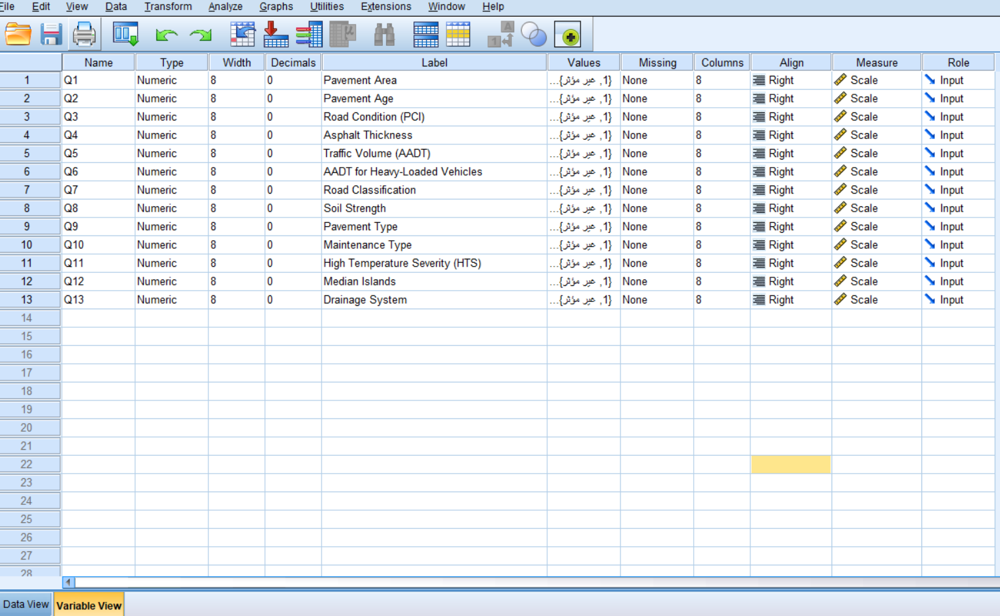 File Edit View Data Transform Analyze Graphs Utilities Extensions Window Help
Name Type Width Decimals Label Values Missing Columns Align Measure Role
1 Q1 Numeric 8 0 Pavement Area {1, غير مؤثر}... None 8 Right Scale Input
2 Q2 Numeric 8 0 Pavement Age {1, غير مؤثر}... None 8 Right Scale Input
3 Q3 Numeric 8 0 Road Condition (PCI) {1, غير مؤثر}... None 8 Right Scale Input
4 Q4 Numeric 8 0 Asphalt Thickness {1, غير مؤثر}... None 8 Right Scale Input
5 Q5 Numeric 8 0 Traffic Volume (AADT) {1, غير مؤثر}... None 8 Right Scale Input
6 Q6 Numeric 8 0 AADT for Heavy-Loaded Vehicles {1, غير مؤثر}... None 8 Right Scale Input
7 Q7 Numeric 8 0 Road Classification {1, غير مؤثر}... None 8 Right Scale Input
8 Q8 Numeric 8 0 Soil Strength {1, غير مؤثر}... None 8 Right Scale Input
9 Q9 Numeric 8 0 Pavement Type {1, غير مؤثر}... None 8 Right Scale Input
10 Q10 Numeric 8 0 Maintenance Type {1, غير مؤثر}... None 8 Right Scale Input
11 Q11 Numeric 8 0 High Temperature Severity (HTS) {1, غير مؤثر}... None 8 Right Scale Input
12 Q12 Numeric 8 0 Median Islands {1, غير مؤثر}... None 8 Right Scale Input
13 Q13 Numeric 8 0 Drainage System {1, غير مؤثر}... None 8 Right Scale Input
14
15
16
17
18
19
20
21
22
23
24
25
26
27
28
Data View Variable View